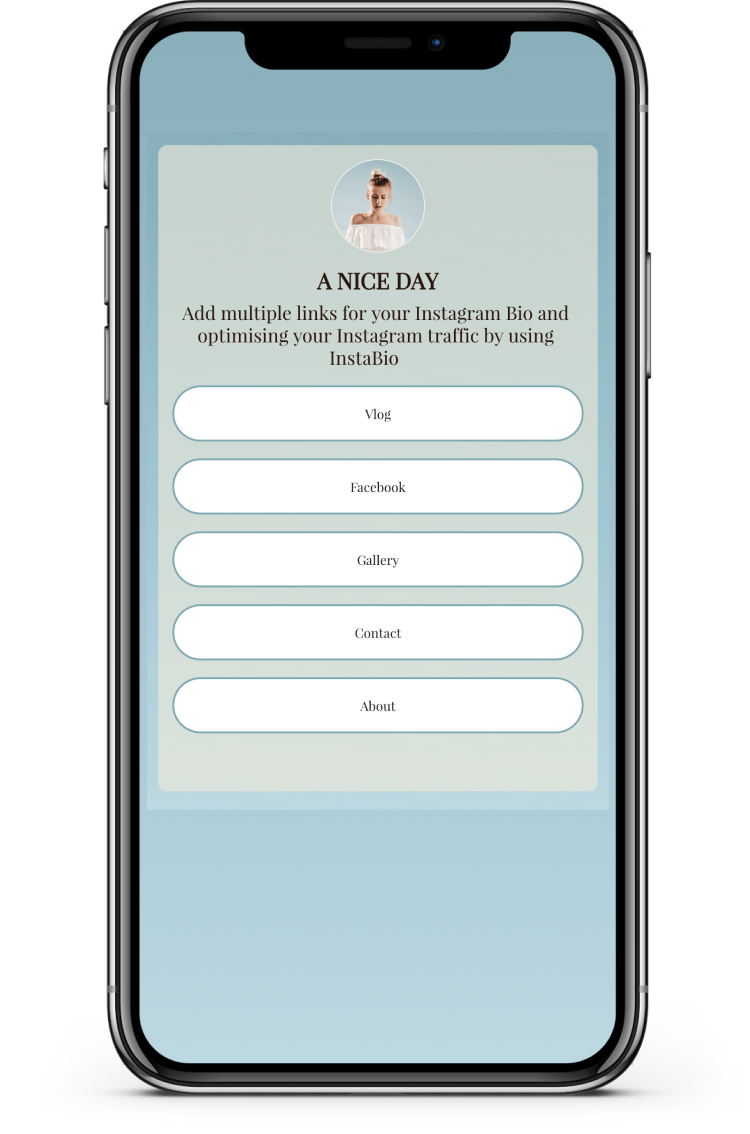 A NICE DAY
Add multiple links for your Instagram Bio and
optimising your Instagram traffic by using
InstaBio
Vlog
Facebook
Gallery
Contact
About